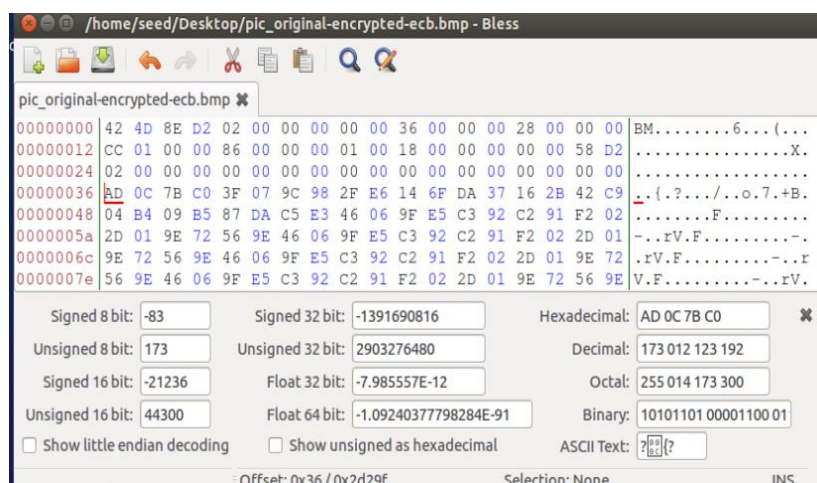 /home/seed/Desktop/pic_original-encrypted-ecb.bmp - Bless
pic_original-encrypted-ecb.bmp
00000000 42 4D 8E D2 02 00 00 00 00 00 36 00 00 00 28 00 00 00 BM........6...(...
00000012 CC 01 00 00 86 00 00 00 01 00 18 00 00 00 00 00 58 D2 ................X.
00000024 02 00 00 00 00 00 00 00 00 00 00 00 00 00 00 00 00 00 ..................
00000036 AD 0C 7B C0 3F 07 9C 98 2F E6 14 6F DA 37 16 2B 42 C9 ..{.?.../..o.7.+B.
00000048 04 B4 09 B5 87 DA C5 E3 46 06 9F E5 C3 92 C2 91 F2 02 ........F.........
0000005a 2D 01 9E 72 56 9E 46 06 9F E5 C3 92 C2 91 F2 02 2D 01 -..rV.F.........-.
0000006c 9E 72 56 9E 46 06 9F E5 C3 92 C2 91 F2 02 2D 01 9E 72 .rV.F.........-..r
0000007e 56 9E 46 06 9F E5 C3 92 C2 91 F2 02 2D 01 9E 72 56 9E V.F.........-..rV.
Signed 8 bit: -83 Signed 32 bit: -1391690816 Hexadecimal: AD 0C 7B C0
Unsigned 8 bit: 173 Unsigned 32 bit: 2903276480 Decimal: 173 012 123 192
Signed 16 bit: -21236 Float 32 bit: -7.985557E-12 Octal: 255 014 173 300
Unsigned 16 bit: 44300 Float 64 bit: -1.09240377798284E-91 Binary: 10101101 00001100 01
Show little endian decoding Show unsigned as hexadecimal ASCII Text: ?{?
Offset: 0x36 / 0x2d29f Selection: None INS